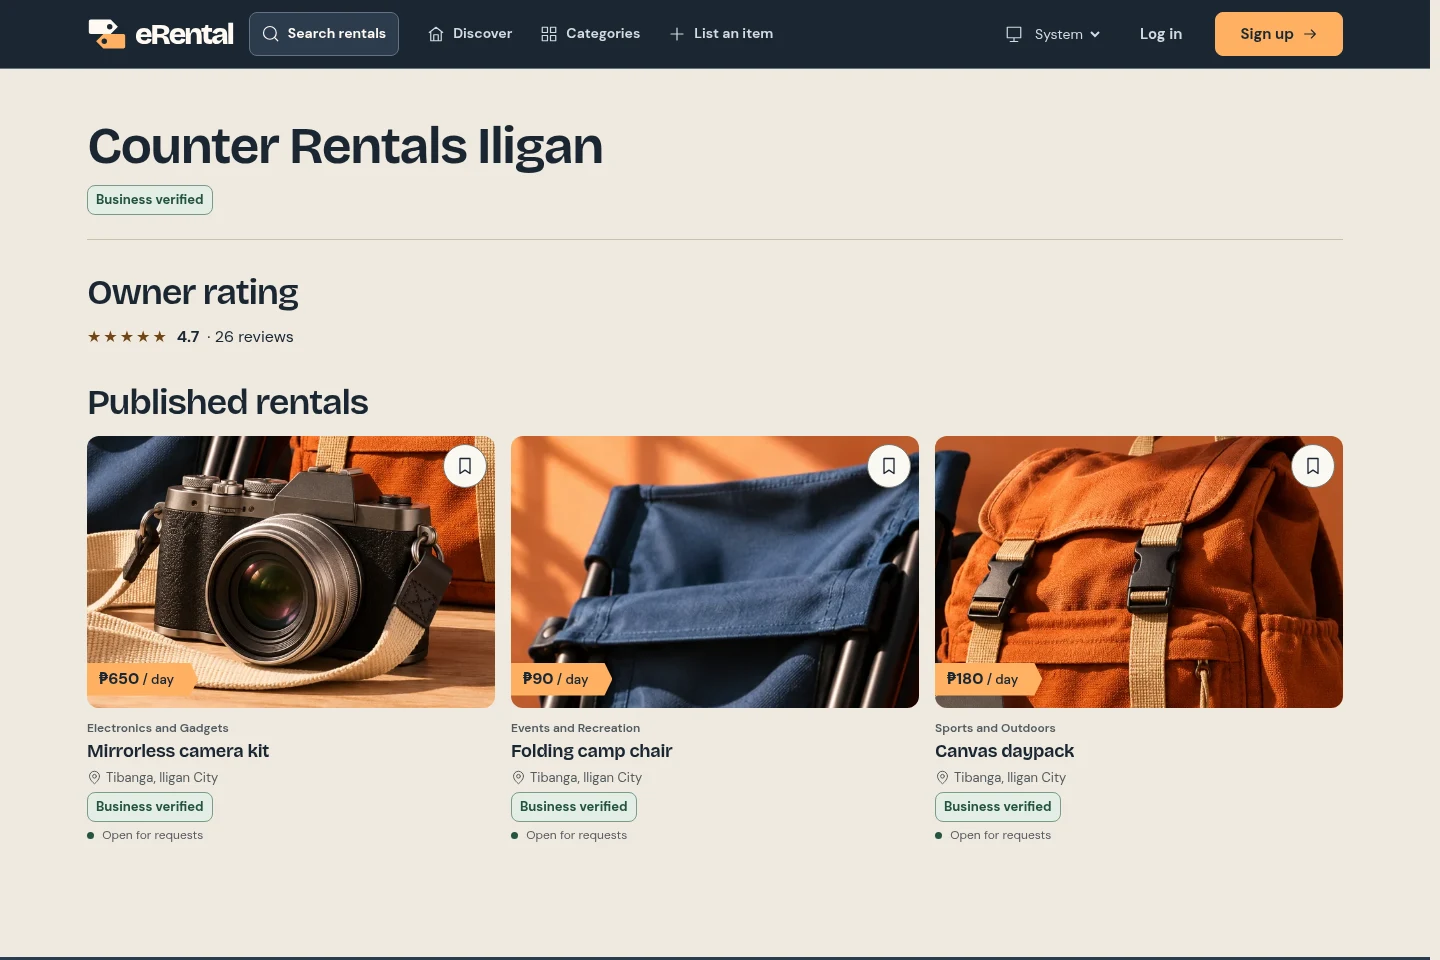 eRental
Search rentals
Discover
Categories
List an item
System
Log in
Sign up
Counter Rentals Iligan
Business verified
Owner rating
★★★★★ 4.7 · 26 reviews
Published rentals
₱650 / day
₱90 / day
₱180 / day
Electronics and Gadgets
Mirrorless camera kit
Tibanga, Iligan City
Business verified
Open for requests
Events and Recreation
Folding camp chair
Tibanga, Iligan City
Business verified
Open for requests
Sports and Outdoors
Canvas daypack
Tibanga, Iligan City
Business verified
Open for requests